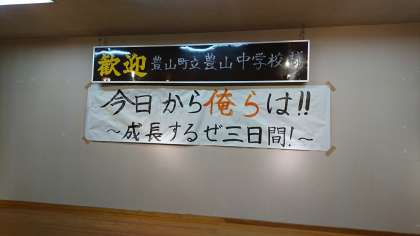 歓迎 豊山町立豊山中学校 様
今日から俺らは!!
～成長するぜ三日間!～